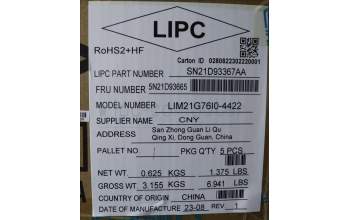 LIPC
RoHS2+HF
Carton ID 0280822302220001
LIPC PART NUMBER SN21D93367AA
FRU NUMBER 5N21D93665
MODEL NUMBER LIM21G76I0-4422
SUPPLIER NAME CNY
ADDRESS San Zhong Guan Li Qu
Qing Xi, Dong Guan, China
PALLET NO PKG Q'TY 5 PCS
NET WT 0.625 KGS 1.375 LBS
GROSS WT 3.155 KGS 6.941 LBS
COUNTRY OF ORIGIN CHINA
DATE OF MANUFACTURE 23-08 REV 1